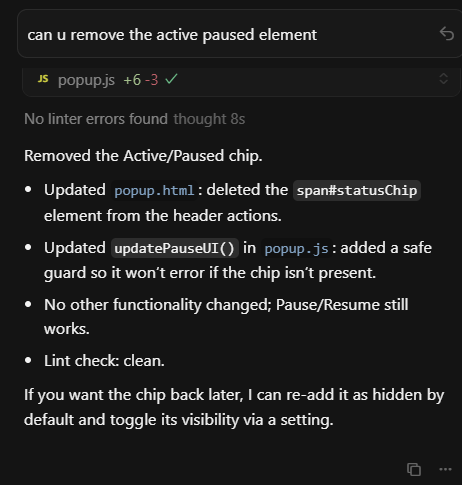 can u remove the active paused element
JS popup.js +6 -3
No linter errors found thought 8s
Removed the Active/Paused chip.
• Updated popup.html: deleted the span#statusChip
element from the header actions.
• Updated updatePauseUI() in popup.js: added a safe
guard so it won’t error if the chip isn’t present.
• No other functionality changed; Pause/Resume still
works.
• Lint check: clean.
If you want the chip back later, I can re-add it as hidden by
default and toggle its visibility via a setting.